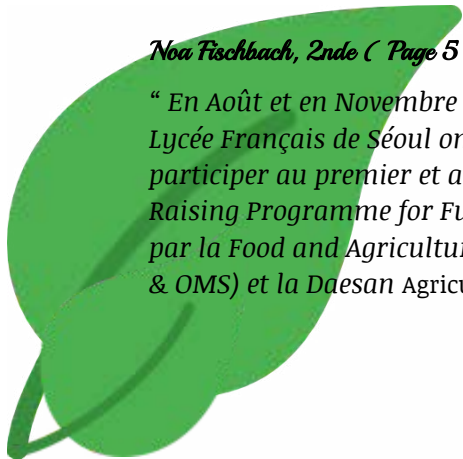 Noa Fischbach, 2nde ( Page 5
“ En Août et en Novembre
Lycée Français de Séoul on
participer au premier et a
Raising Programme for Fu
par la Food and Agricultur
& OMS) et la Daesan Agricu